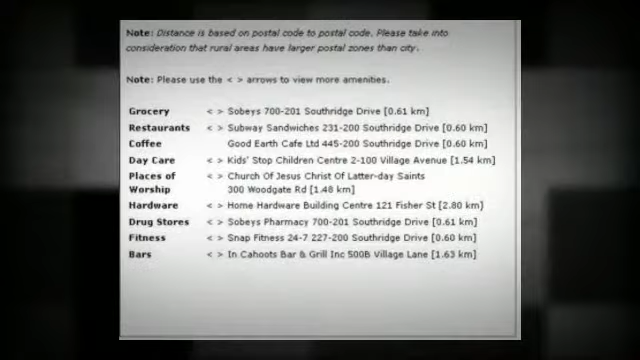 Note: Distance is based on postal code to postal code. Please take into
consideration that rural areas have larger postal zones than city.
Note: Please use the < > arrows to view more amenities.
Grocery < > Sobeys 700-201 Southridge Drive [0.61 km]
Restaurants < > Subway Sandwiches 231-200 Southridge Drive [0.60 km]
Coffee Good Earth Cafe Ltd 445-200 Southridge Drive [0.60 km]
Day Care < > Kids' Stop Children Centre 2-100 Village Avenue [1.54 km]
Places of < > Church Of Jesus Christ Of Latter-day Saints
Worship 300 Woodgate Rd [1.48 km]
Hardware < > Home Hardware Building Centre 121 Fisher St [2.80 km]
Drug Stores < > Sobeys Pharmacy 700-201 Southridge Drive [0.61 km]
Fitness < > Snap Fitness 24-7 227-200 Southridge Drive [0.60 km]
Bars < > In Cahoots Bar & Grill Inc 500B Village Lane [1.63 km]